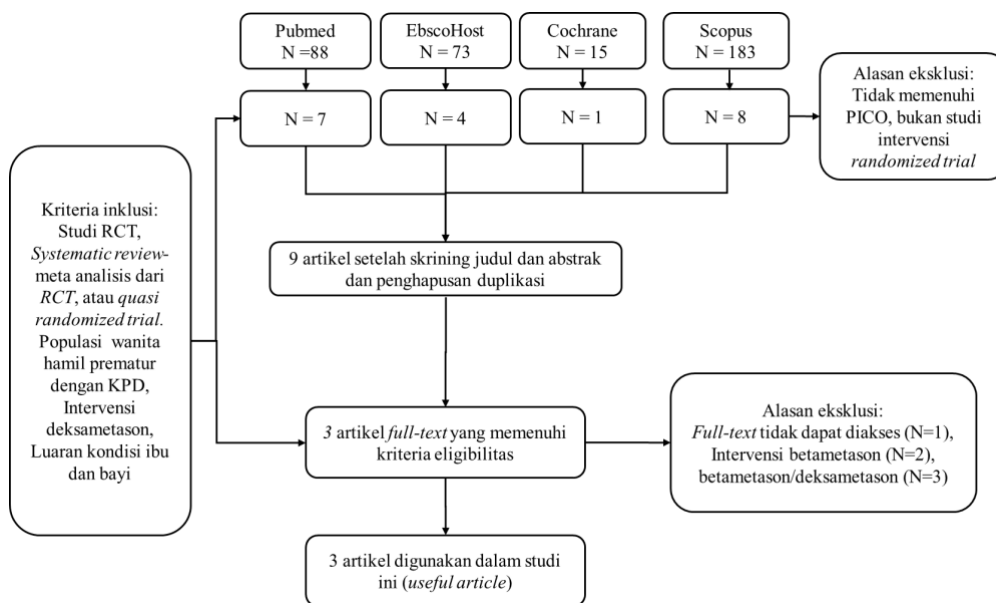 Pubmed
N =88
EbscoHost
N = 73
Cochrane
N = 15
Scopus
N = 183
N = 7
N = 4
N = 1
N = 8
Alasan eksklusi:
Tidak memenuhi
PICO, bukan studi
intervensi
randomized trial
Kriteria inklusi:
Studi RCT,
Systematic review-
meta analisis dari
RCT, atau quasi
randomized trial.
Populasi wanita
hamil prematur
dengan KPD,
Intervensi
deksametason,
Luaran kondisi ibu
dan bayi
9 artikel setelah skrining judul dan abstrak
dan penghapusan duplikasi
3 artikel full-text yang memenuhi
kriteria eligibilitas
Alasan eksklusi:
Full-text tidak dapat diakses (N=1),
Intervensi betametason (N=2),
betametason/deksametason (N=3)
3 artikel digunakan dalam studi
ini (useful article)